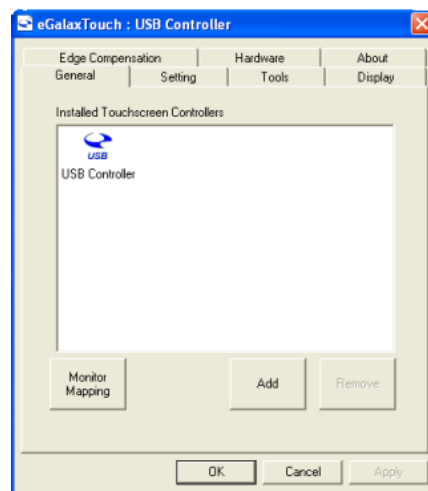 eGalaxTouch : USB Controller
Edge Compensation Hardware About
General Setting Tools Display
Installed Touchscreen Controllers
USB
USB Controller
Monitor
Mapping
Add
Remove
OK Cancel Apply